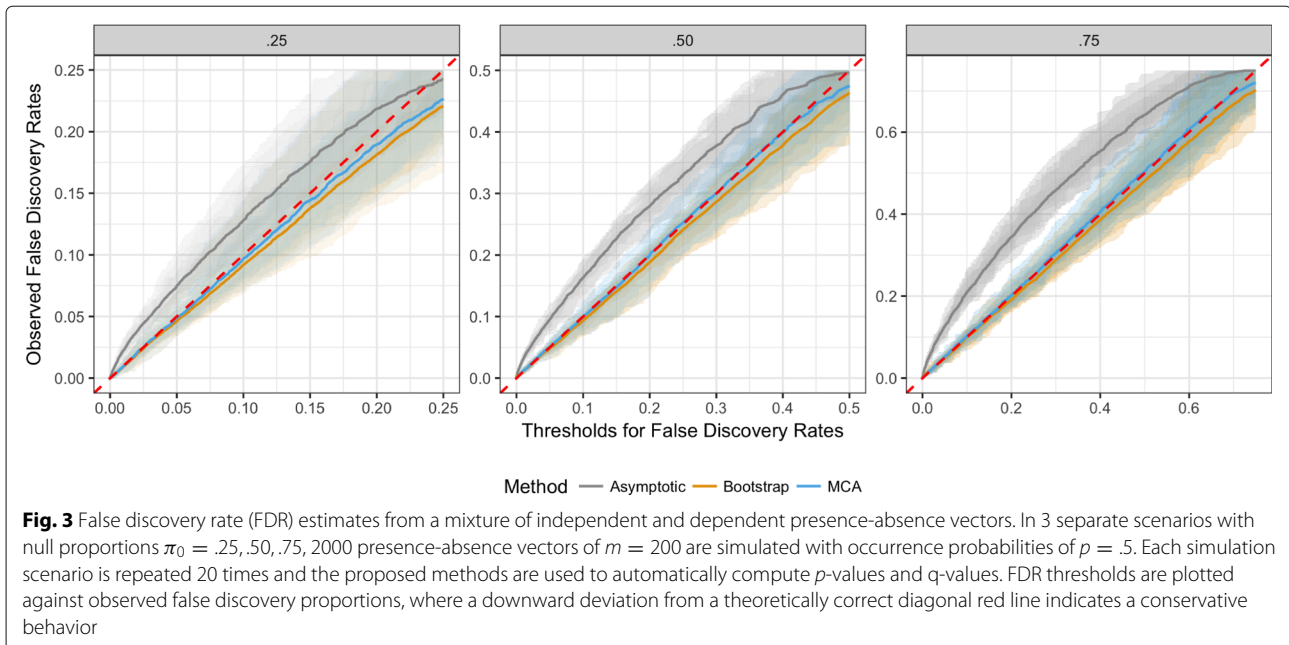 .25
.50
.75
Observed False Discovery Rates
0.25
0.20
0.15
0.10
0.05
0.00
0.00 0.05 0.10 0.15 0.20 0.25
0.5
0.4
0.3
0.2
0.1
0.0
0.0 0.1 0.2 0.3 0.4 0.5
0.6
0.4
0.2
0.0
0.0 0.2 0.4 0.6
Thresholds for False Discovery Rates
Method Asymptotic Bootstrap MCA
Fig. 3 False discovery rate (FDR) estimates from a mixture of independent and dependent presence-absence vectors. In 3 separate scenarios with
null proportions π₀ = .25, .50, .75, 2000 presence-absence vectors of m = 200 are simulated with occurrence probabilities of p = .5. Each simulation
scenario is repeated 20 times and the proposed methods are used to automatically compute p-values and q-values. FDR thresholds are plotted
against observed false discovery proportions, where a downward deviation from a theoretically correct diagonal red line indicates a conservative
behavior